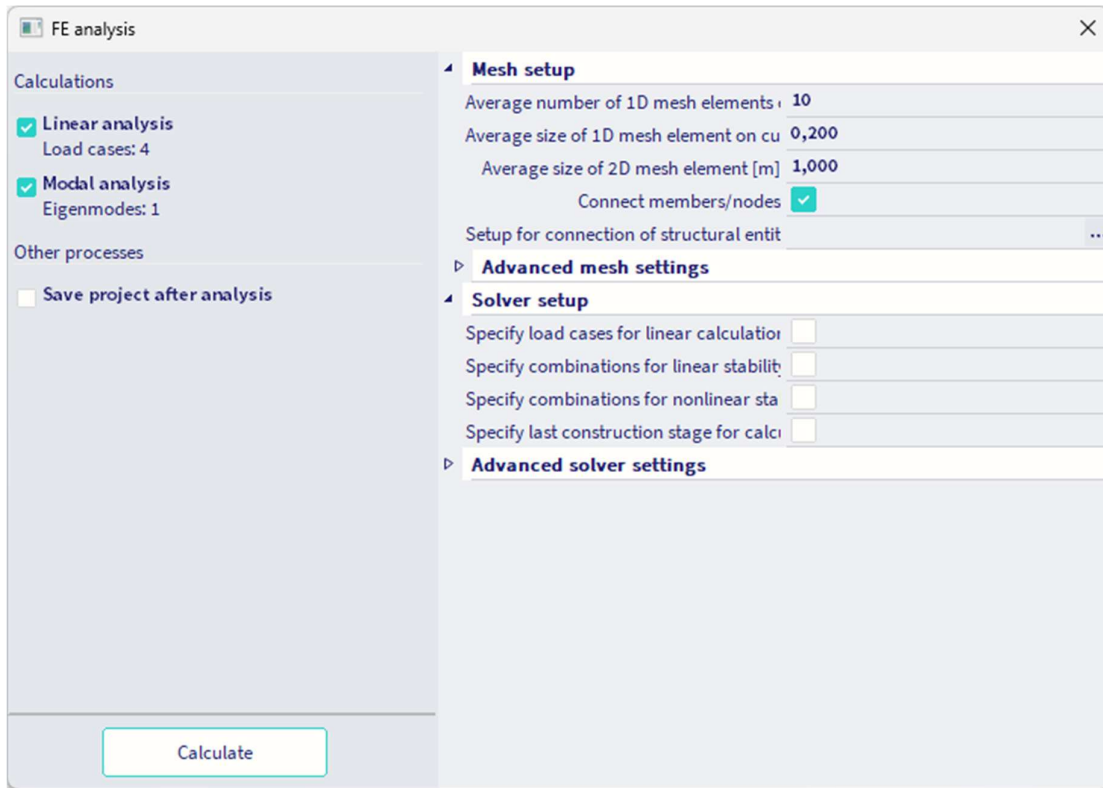 FE analysis
Calculations
Linear analysis
Load cases: 4
Modal analysis
Eigenmodes: 1
Other processes
Save project after analysis
Calculate
Mesh setup
Average number of 1D mesh elements 10
Average size of 1D mesh element on cu 0,200
Average size of 2D mesh element [m] 1,000
Connect members/nodes
Setup for connection of structural entit ...
Advanced mesh settings
Solver setup
Specify load cases for linear calculation
Specify combinations for linear stability
Specify combinations for nonlinear sta
Specify last construction stage for calcu
Advanced solver settings